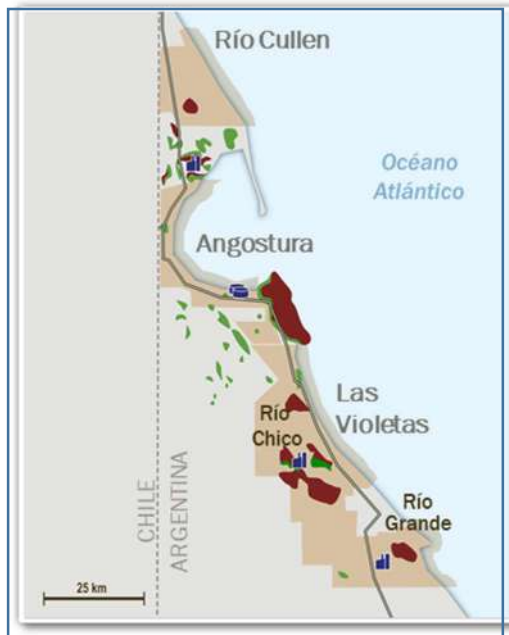 Río Cullen
Océano
Atlántico
Angostura
Las
Violetas
Río
Chico
Río
Grande
CHILE
ARGENTINA
25 km